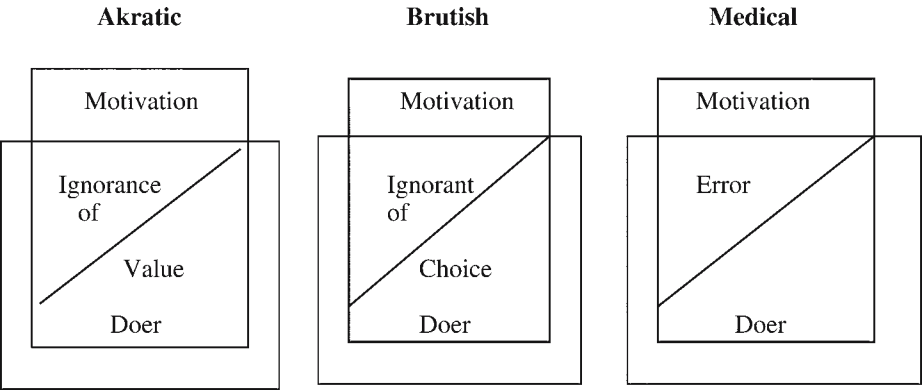 Akratic
Motivation
Ignorance
of
Value
Doer
Brutish
Motivation
Ignorant
of
Choice
Doer
Medical
Motivation
Error
Doer